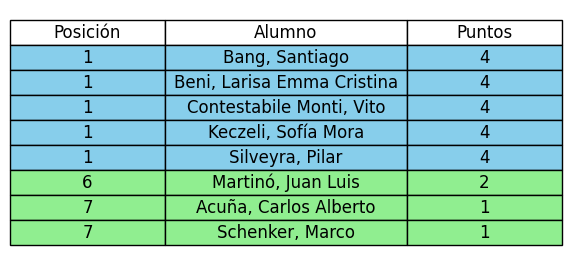 Posición Alumno Puntos
1 Bang, Santiago 4
1 Beni, Larisa Emma Cristina 4
1 Contestabile Monti, Vito 4
1 Keczeli, Sofía Mora 4
1 Silveyra, Pilar 4
6 Martinó, Juan Luis 2
7 Acuña, Carlos Alberto 1
7 Schenker, Marco 1